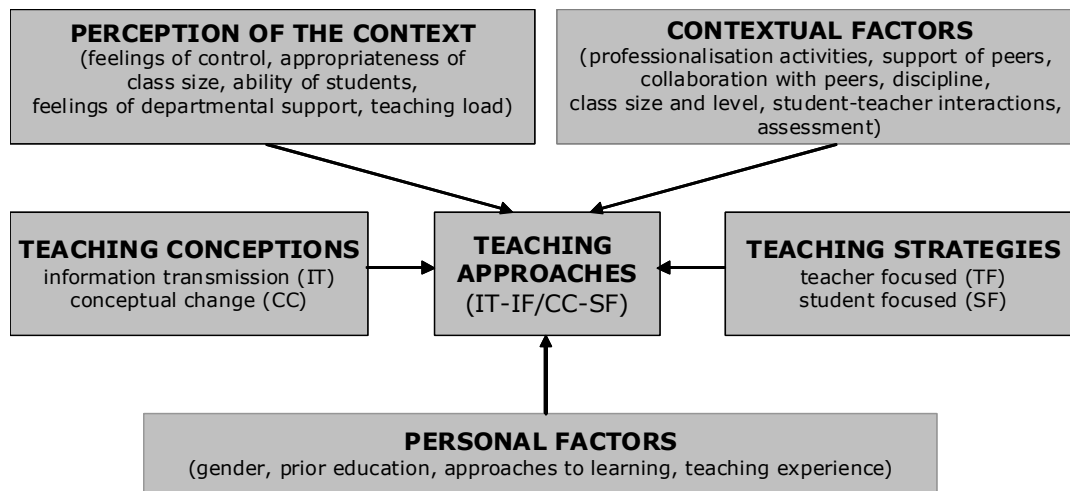 PERCEPTION OF THE CONTEXT
(feelings of control, appropriateness of
class size, ability of students,
feelings of departmental support, teaching load)
CONTEXTUAL FACTORS
(professionalisation activities, support of peers,
collaboration with peers, discipline,
class size and level, student-teacher interactions,
assessment)
TEACHING CONCEPTIONS
information transmission (IT)
conceptual change (CC)
TEACHING
APPROACHES
(IT-IF/CC-SF)
TEACHING STRATEGIES
teacher focused (TF)
student focused (SF)
PERSONAL FACTORS
(gender, prior education, approaches to learning, teaching experience)